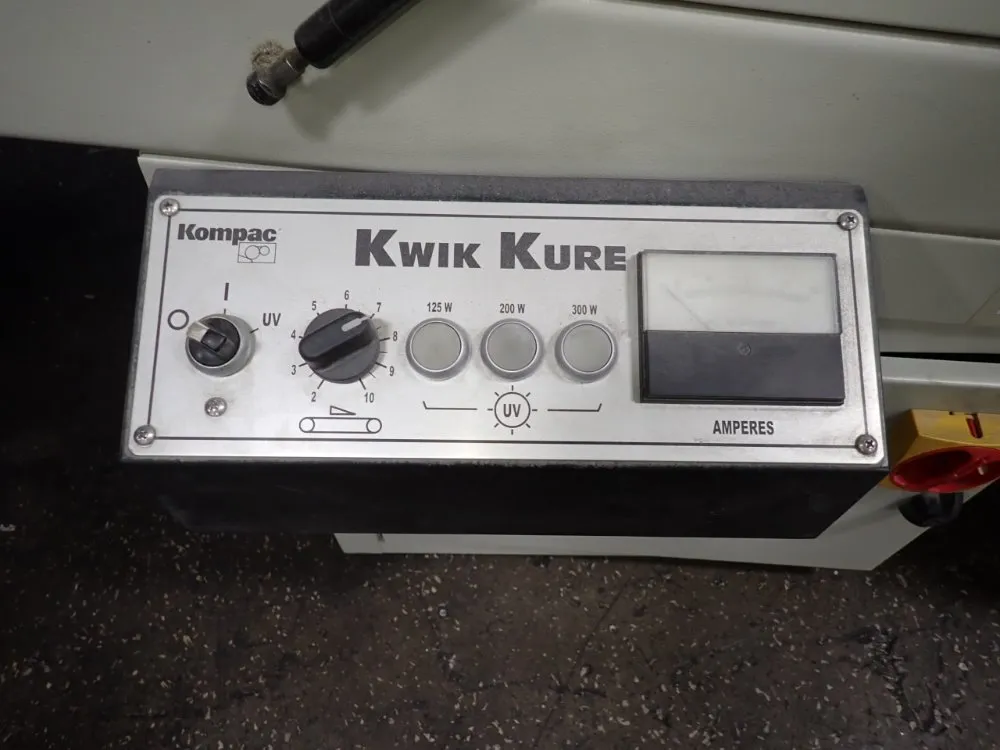 Kompac
KWIK KURE
I
O
UV
2 3 4 5 6 7 8 9 10
125 W
200 W
300 W
UV
AMPERES